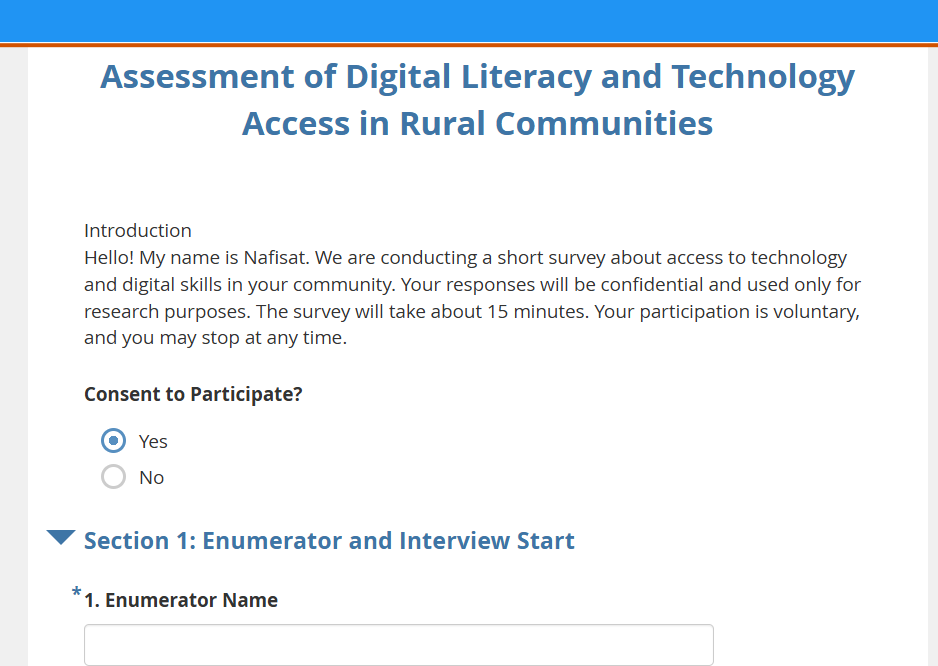 Assessment of Digital Literacy and Technology
Access in Rural Communities
Introduction
Hello! My name is Nafisat. We are conducting a short survey about access to technology
and digital skills in your community. Your responses will be confidential and used only for
research purposes. The survey will take about 15 minutes. Your participation is voluntary,
and you may stop at any time.
Consent to Participate?
Yes
No
Section 1: Enumerator and Interview Start
* 1. Enumerator Name